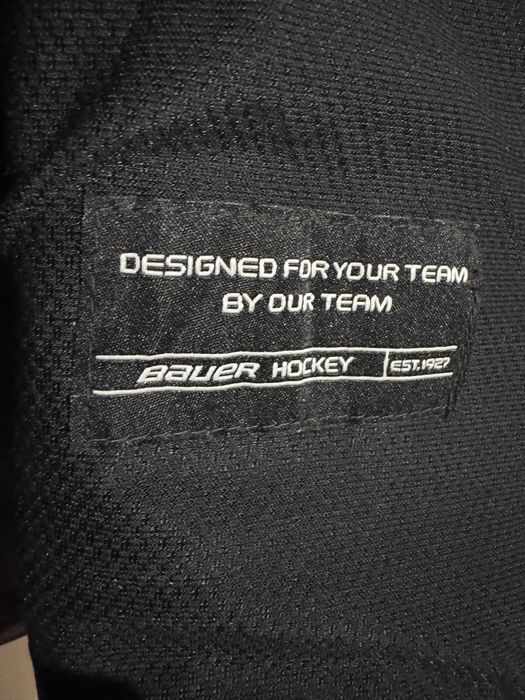 DESIGNED FOR YOUR TEAM
BY OUR TEAM
BAUER HOCKEY EST.1927